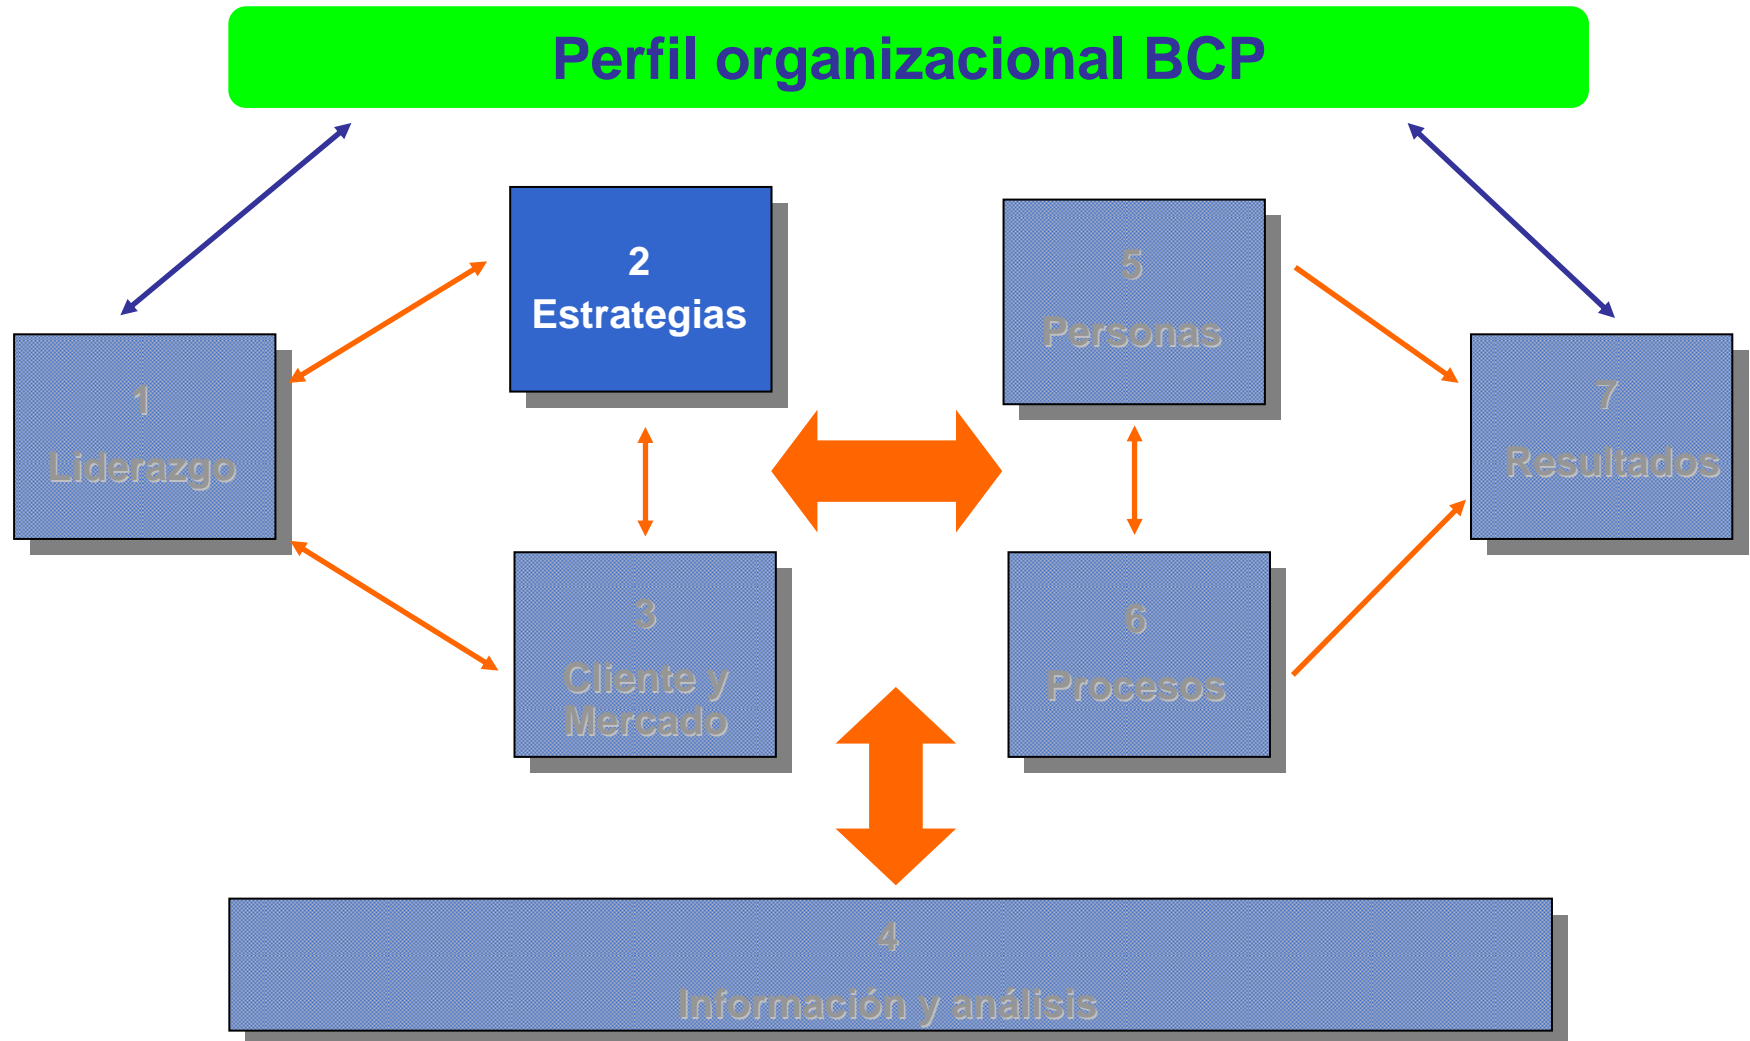 Perfil organizacional BCP
1
Liderazgo
2
Estrategias
3
Cliente y
Mercado
4
Información y análisis
5
Personas
6
Procesos
7
Resultados